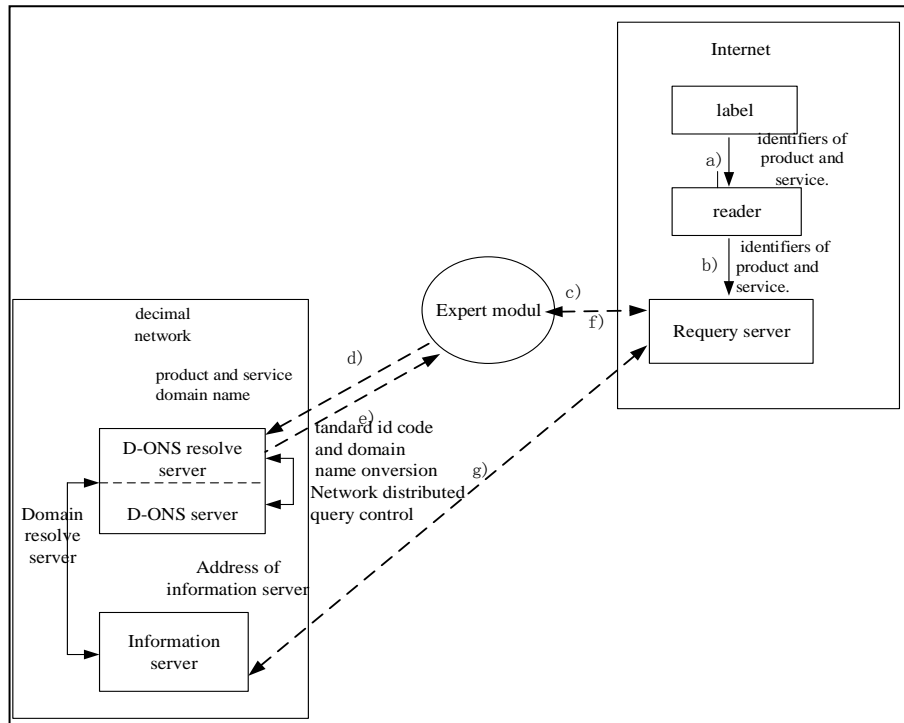 Internet
label
identifiers of
product and
service.
a)
reader
identifiers of
product and
service.
b)
Requery server
c)
f)
Expert modul
decimal
network
d)
product and service
domain name
e)
tandard id code
and domain
name onversion
Network distributed
query control
g)
D-ONS resolve
server
D-ONS server
Domain
resolve
server
Address of
information server
Information
server